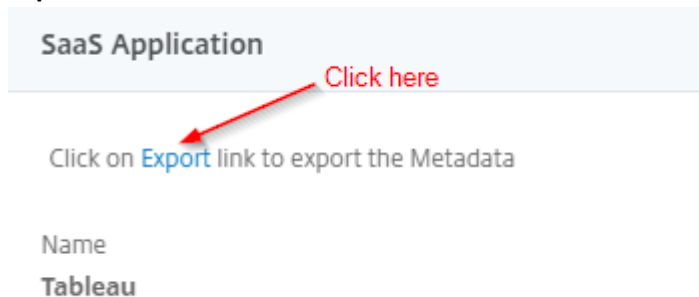 SaaS Application
Click here
Click on Export link to export the Metadata
Name
Tableau